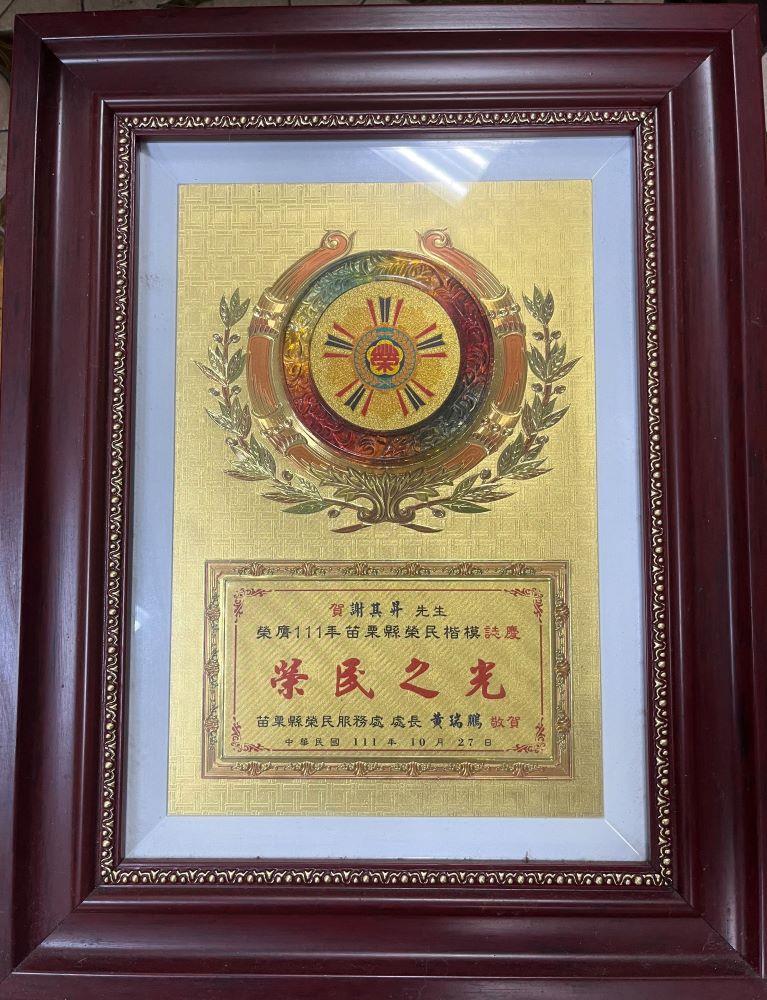 榮
賀 謝其昇 先生
榮膺111年苗栗縣榮民楷模誌慶
榮民之光
苗栗縣榮民服務處 處長 黃瑞鵬 敬賀
中華民國 111 年 10 月 27 日